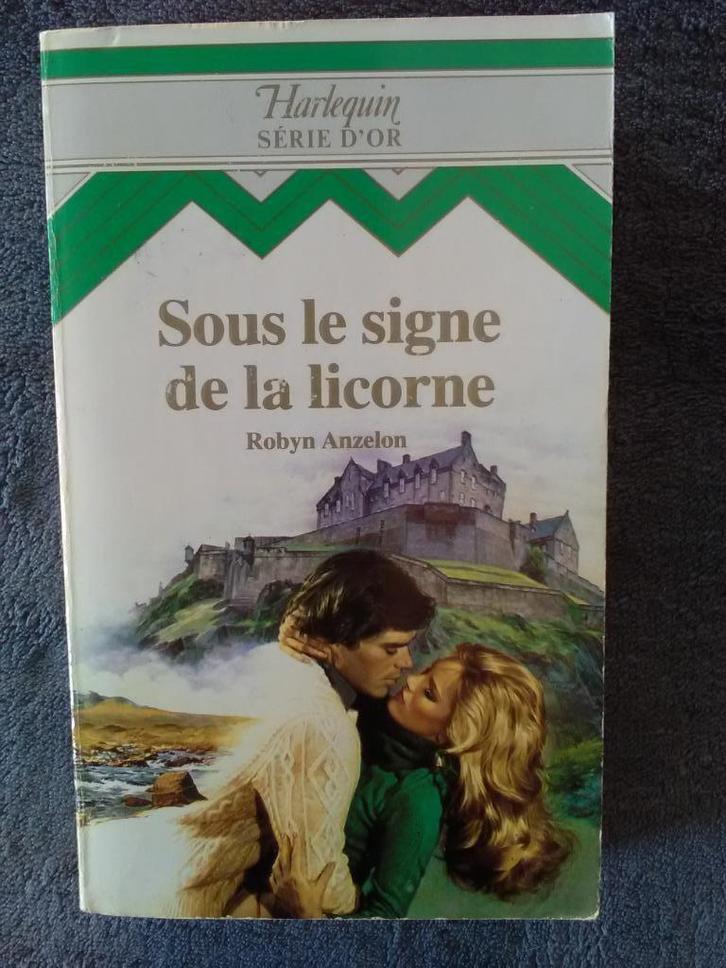 Harlequin
SÉRIE D'OR
Sous le signe
de la licorne
Robyn Anzelon